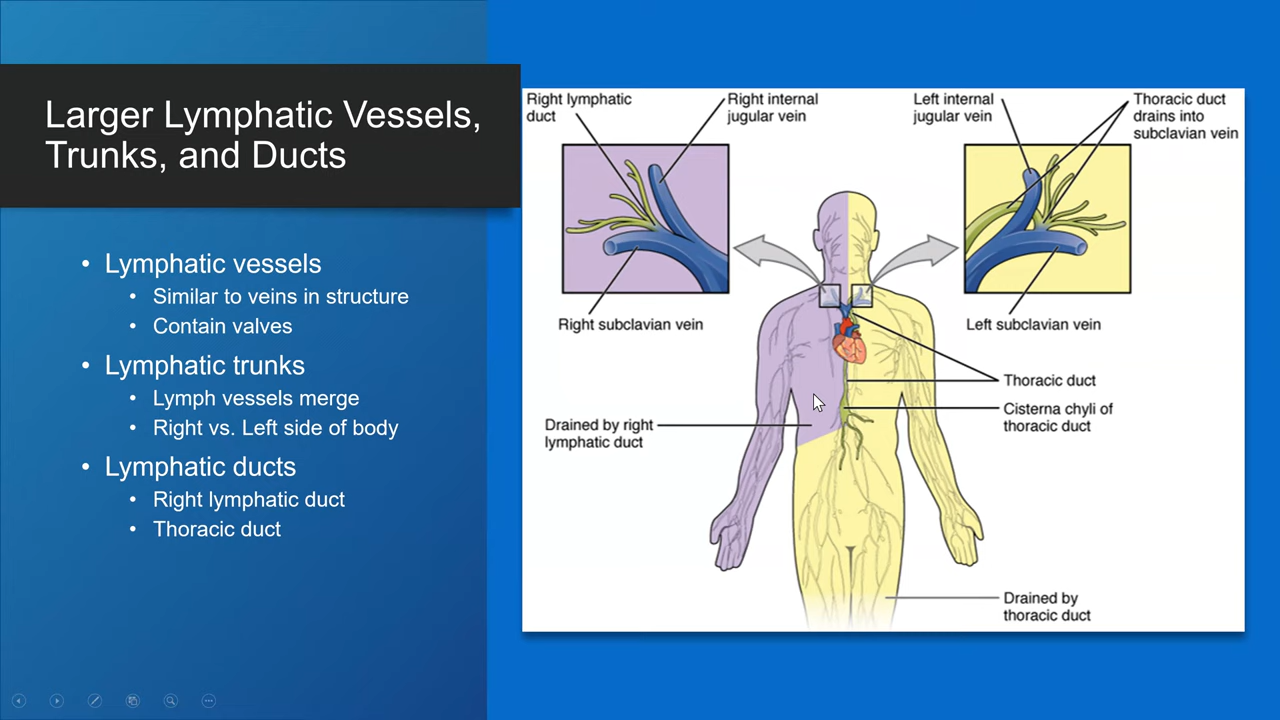 Larger Lymphatic Vessels,
Trunks, and Ducts
• Lymphatic vessels
• Similar to veins in structure
• Contain valves
• Lymphatic trunks
• Lymph vessels merge
• Right vs. Left side of body
• Lymphatic ducts
• Right lymphatic duct
• Thoracic duct
Right lymphatic
duct
Right internal
jugular vein
Left internal
jugular vein
Thoracic duct
drains into
subclavian vein
Right subclavian vein
Left subclavian vein
Thoracic duct
Cisterna chyli of
thoracic duct
Drained by right
lymphatic duct
Drained by
thoracic duct